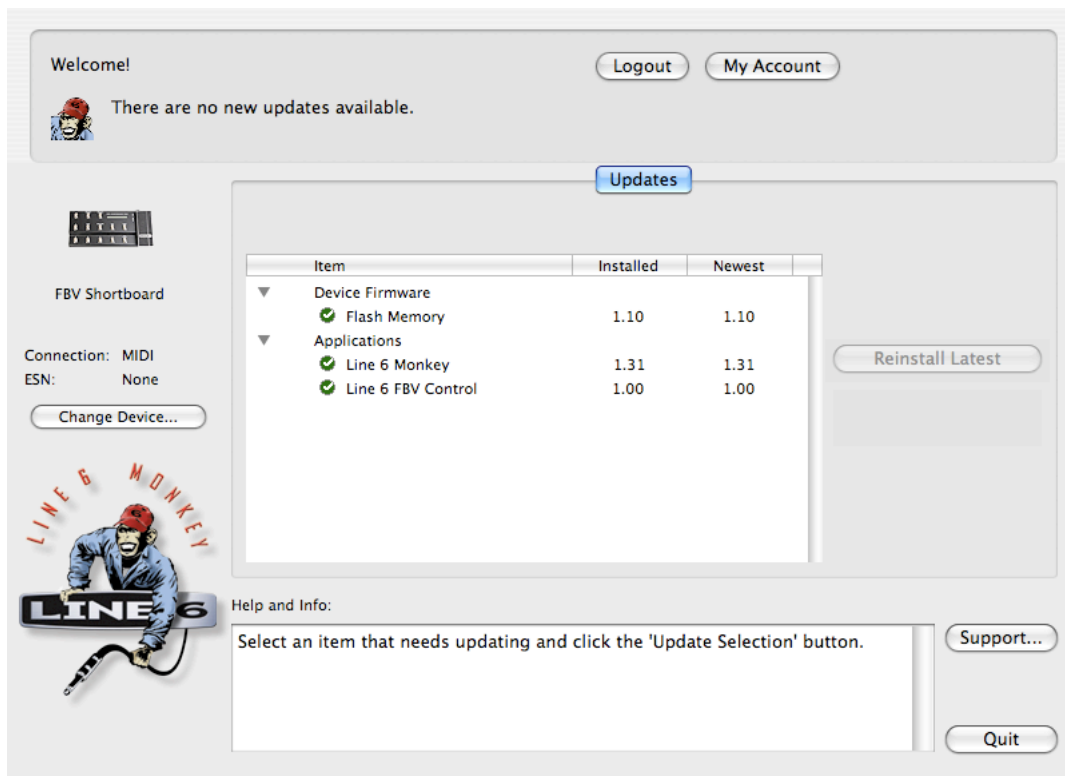 Welcome!
Logout
My Account
There are no new updates available.
Updates
FBV Shortboard
Connection: MIDI
ESN: None
Change Device...
Item Installed Newest
Device Firmware
Flash Memory 1.10 1.10
Applications
Line 6 Monkey 1.31 1.31
Line 6 FBV Control 1.00 1.00
Reinstall Latest
LINE 6 MONKEY
6
LINE 6
Help and Info:
Select an item that needs updating and click the 'Update Selection' button.
Support...
Quit